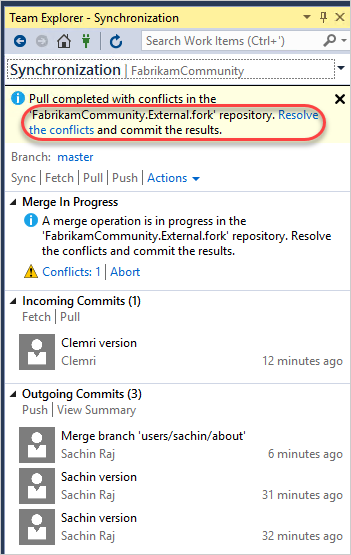 Team Explorer - Synchronization
Search Work Items (Ctrl+')
Synchronization | FabrikamCommunity
Pull completed with conflicts in the
'FabrikamCommunity.External.fork' repository. Resolve
the conflicts and commit the results.
Branch: master
Sync | Fetch | Pull | Push | Actions
Merge In Progress
A merge operation is in progress in the
'FabrikamCommunity.External.fork' repository. Resolve
the conflicts and commit the results.
Conflicts: 1 | Abort
Incoming Commits (1)
Fetch | Pull
Clemri version
Clemri 12 minutes ago
Outgoing Commits (3)
Push | View Summary
Merge branch 'users/sachin/about'
Sachin Raj 6 minutes ago
Sachin version
Sachin Raj 31 minutes ago
Sachin version
Sachin Raj 32 minutes ago